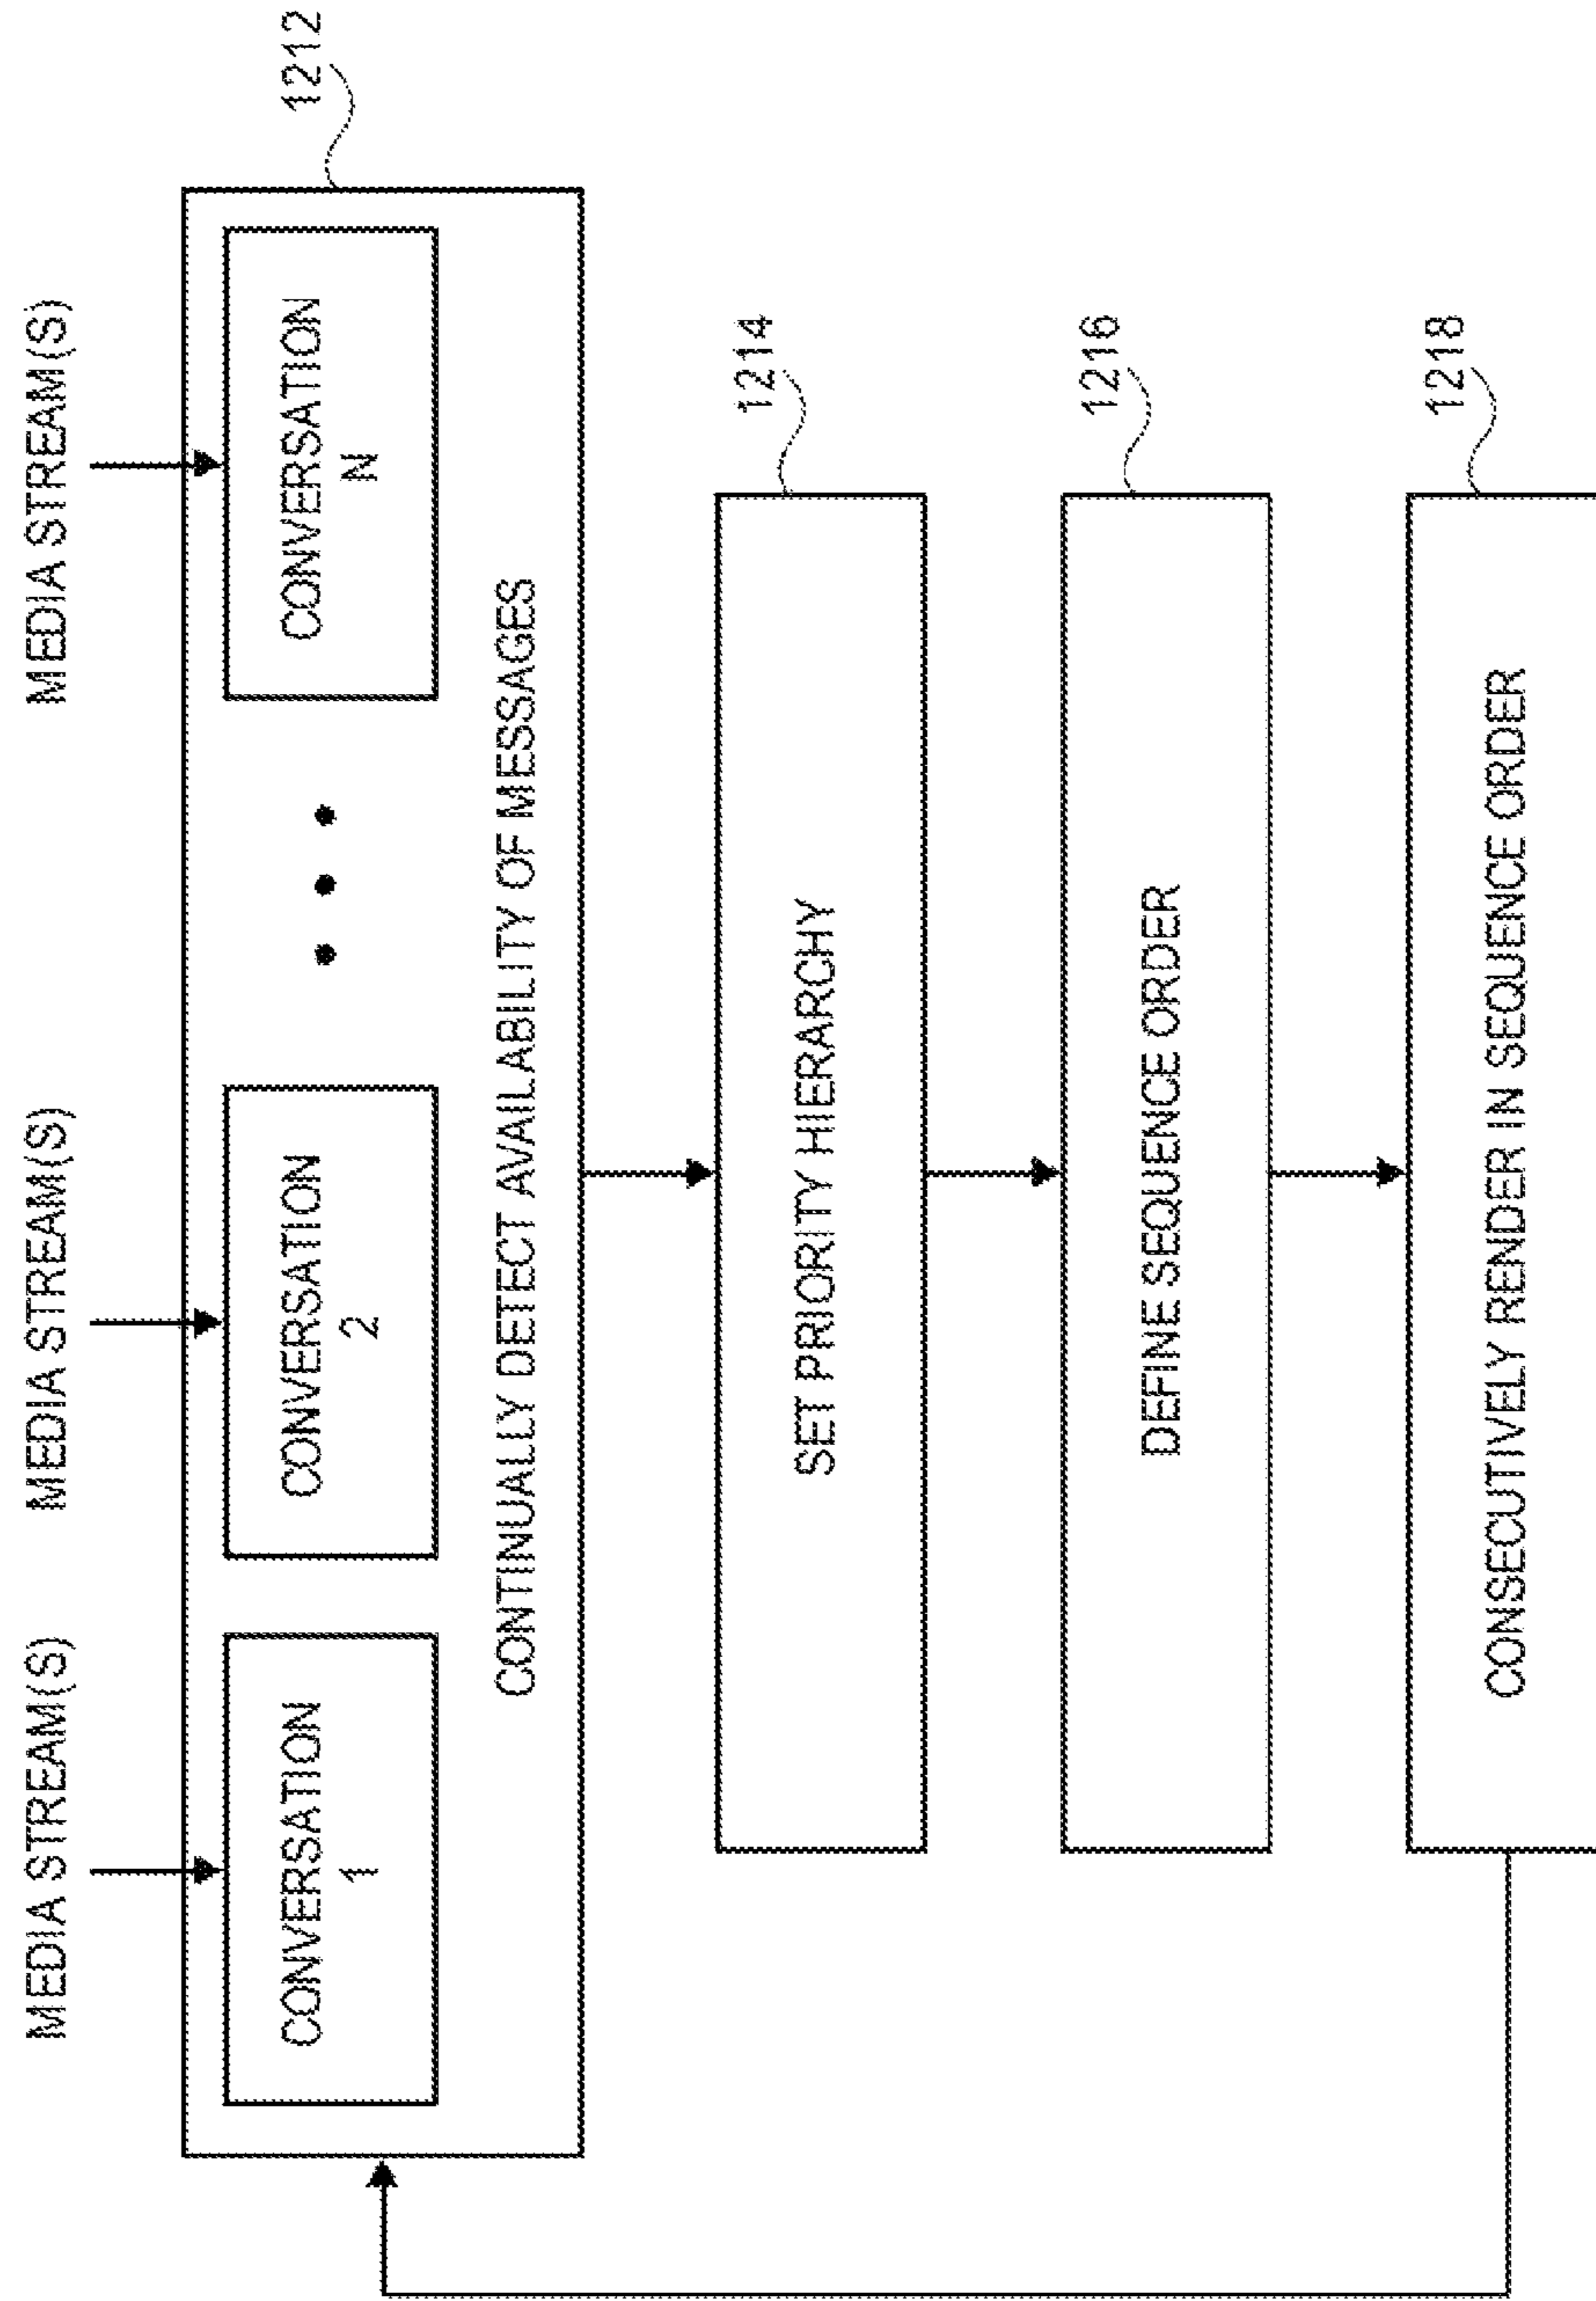 MEDIA STREAM(S)
MEDIA STREAM(S)
MEDIA STREAM(S)
1212
CONVERSATION
1
CONVERSATION
2
CONVERSATION
N
CONTINUALLY DETECT AVAILABILITY OF MESSAGES
1214
SET PRIORITY HIERARCHY
1216
DEFINE SEQUENCE ORDER
1218
CONSECUTIVELY RENDER IN SEQUENCE ORDER